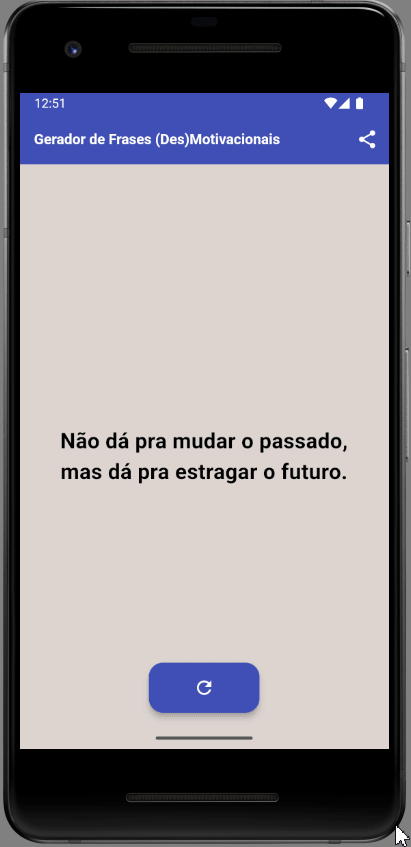 12:51
Gerador de Frases (Des)Motivacionais
Não dá pra mudar o passado,
mas dá pra estragar o futuro.